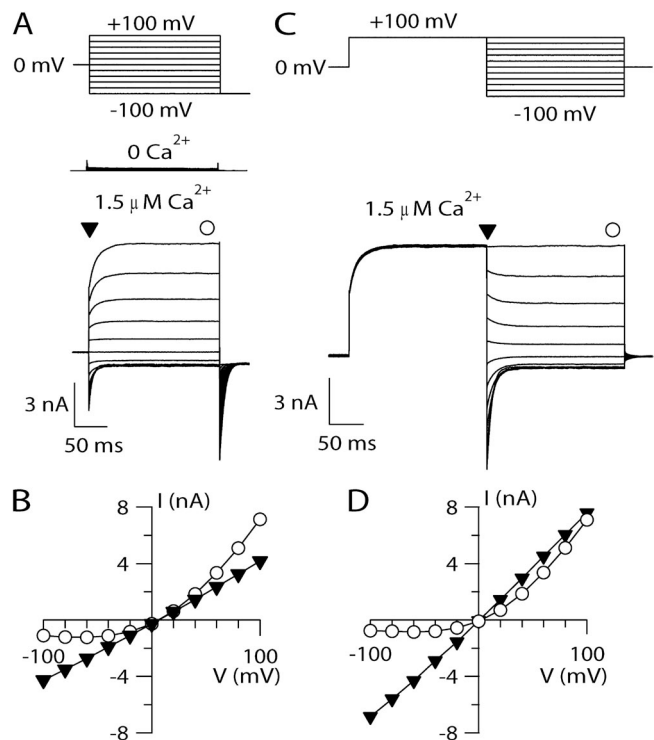 A
+100 mV
0 mV
-100 mV
0 Ca²⁺
1.5 μM Ca²⁺
3 nA
50 ms
C
+100 mV
0 mV
-100 mV
1.5 μM Ca²⁺
3 nA
50 ms
B
I (nA)
8
4
-100
100
V (mV)
-4
-8
D
I (nA)
8
4
-100
100
V (mV)
-4
-8